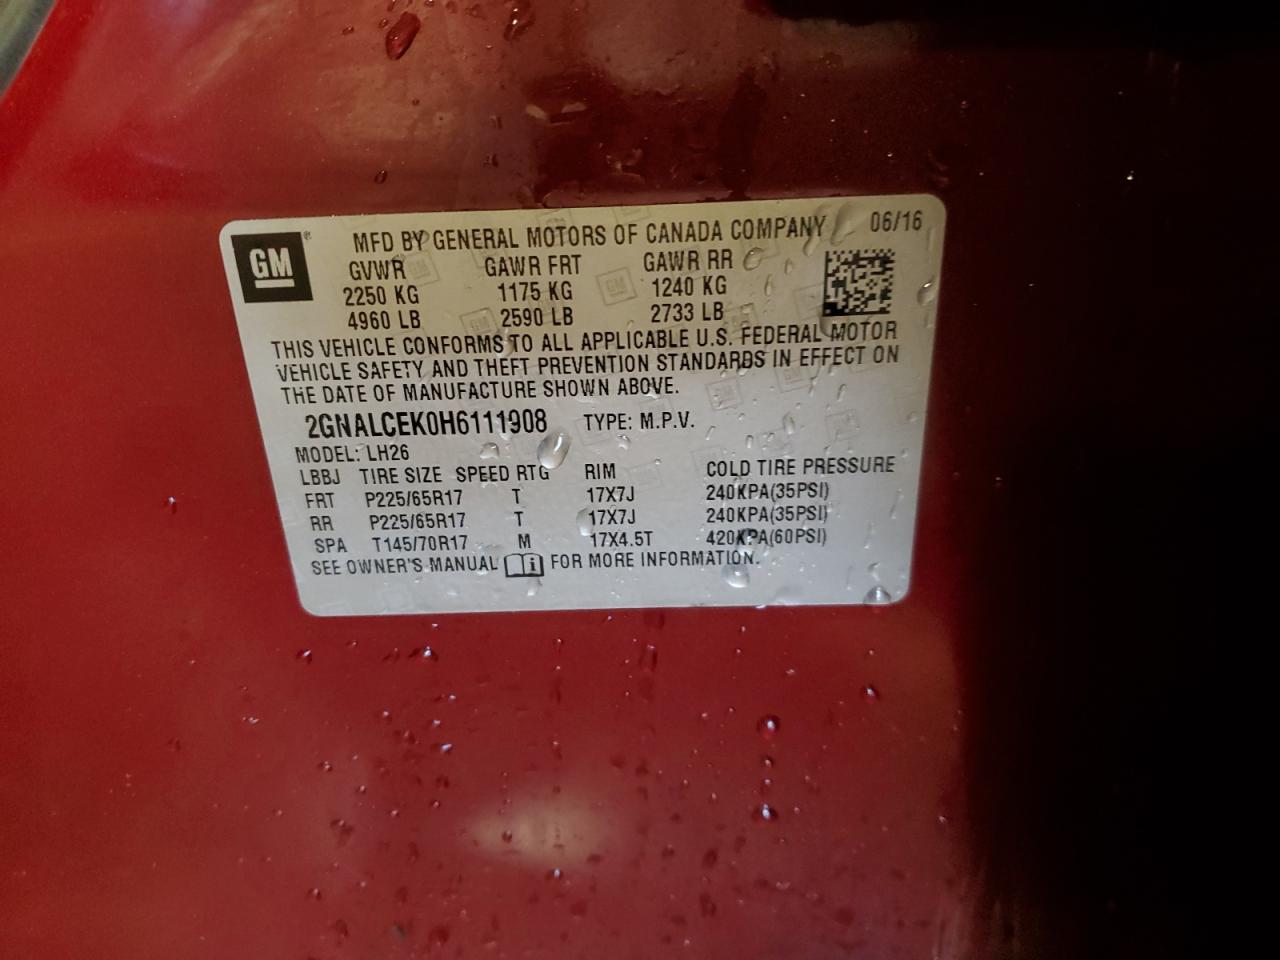 GM ® MFD BY GENERAL MOTORS OF CANADA COMPANY 06/16
GVWR GAWR FRT GAWR RR
2250 KG 1175 KG 1240 KG
4960 LB 2590 LB 2733 LB
THIS VEHICLE CONFORMS TO ALL APPLICABLE U.S. FEDERAL MOTOR
VEHICLE SAFETY AND THEFT PREVENTION STANDARDS IN EFFECT ON
THE DATE OF MANUFACTURE SHOWN ABOVE.
2GNALCEK0H6111908 TYPE: M.P.V.
MODEL: LH26
LBBJ TIRE SIZE SPEED RTG RIM COLD TIRE PRESSURE
FRT P225/65R17 T 17X7J 240KPA(35PSI)
RR P225/65R17 T 17X7J 240KPA(35PSI)
SPA T145/70R17 M 17X4.5T 420KPA(60PSI)
SEE OWNER'S MANUAL i FOR MORE INFORMATION.